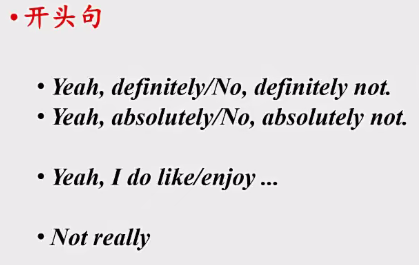 • 开头句
• Yeah, definitely/No, definitely not.
• Yeah, absolutely/No, absolutely not.
• Yeah, I do like/enjoy ...
• Not really